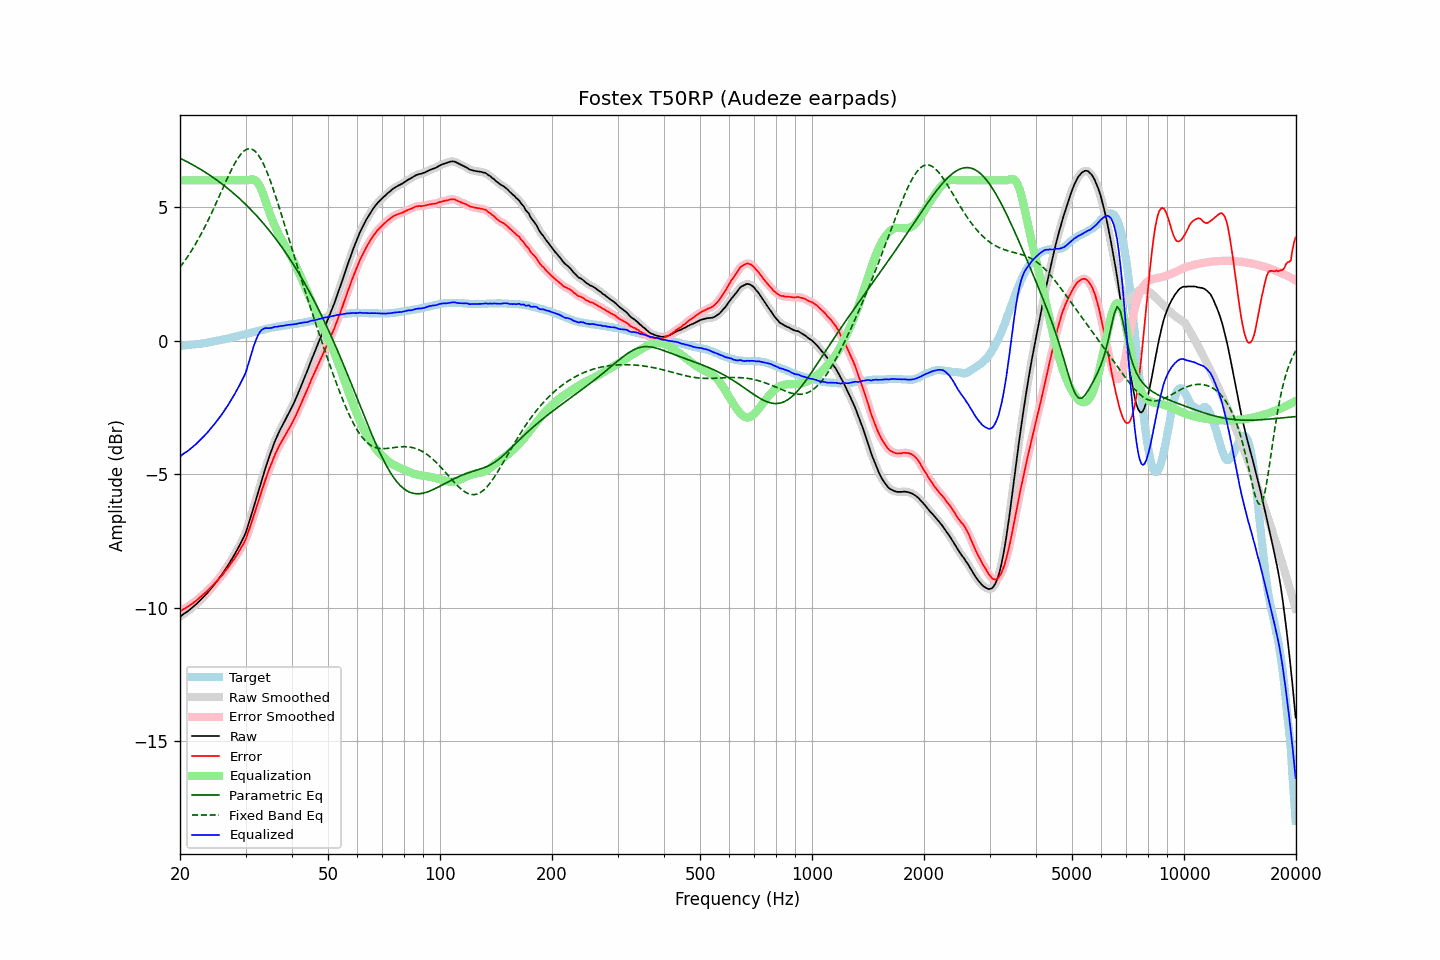 Fostex T50RP (Audeze earpads)
Amplitude (dBr)
5
0
−5
−10
−15
Target
Raw Smoothed
Error Smoothed
Raw
Error
Equalization
Parametric Eq
Fixed Band Eq
Equalized
20 50 100 200 500 1000 2000 5000 10000 20000
Frequency (Hz)